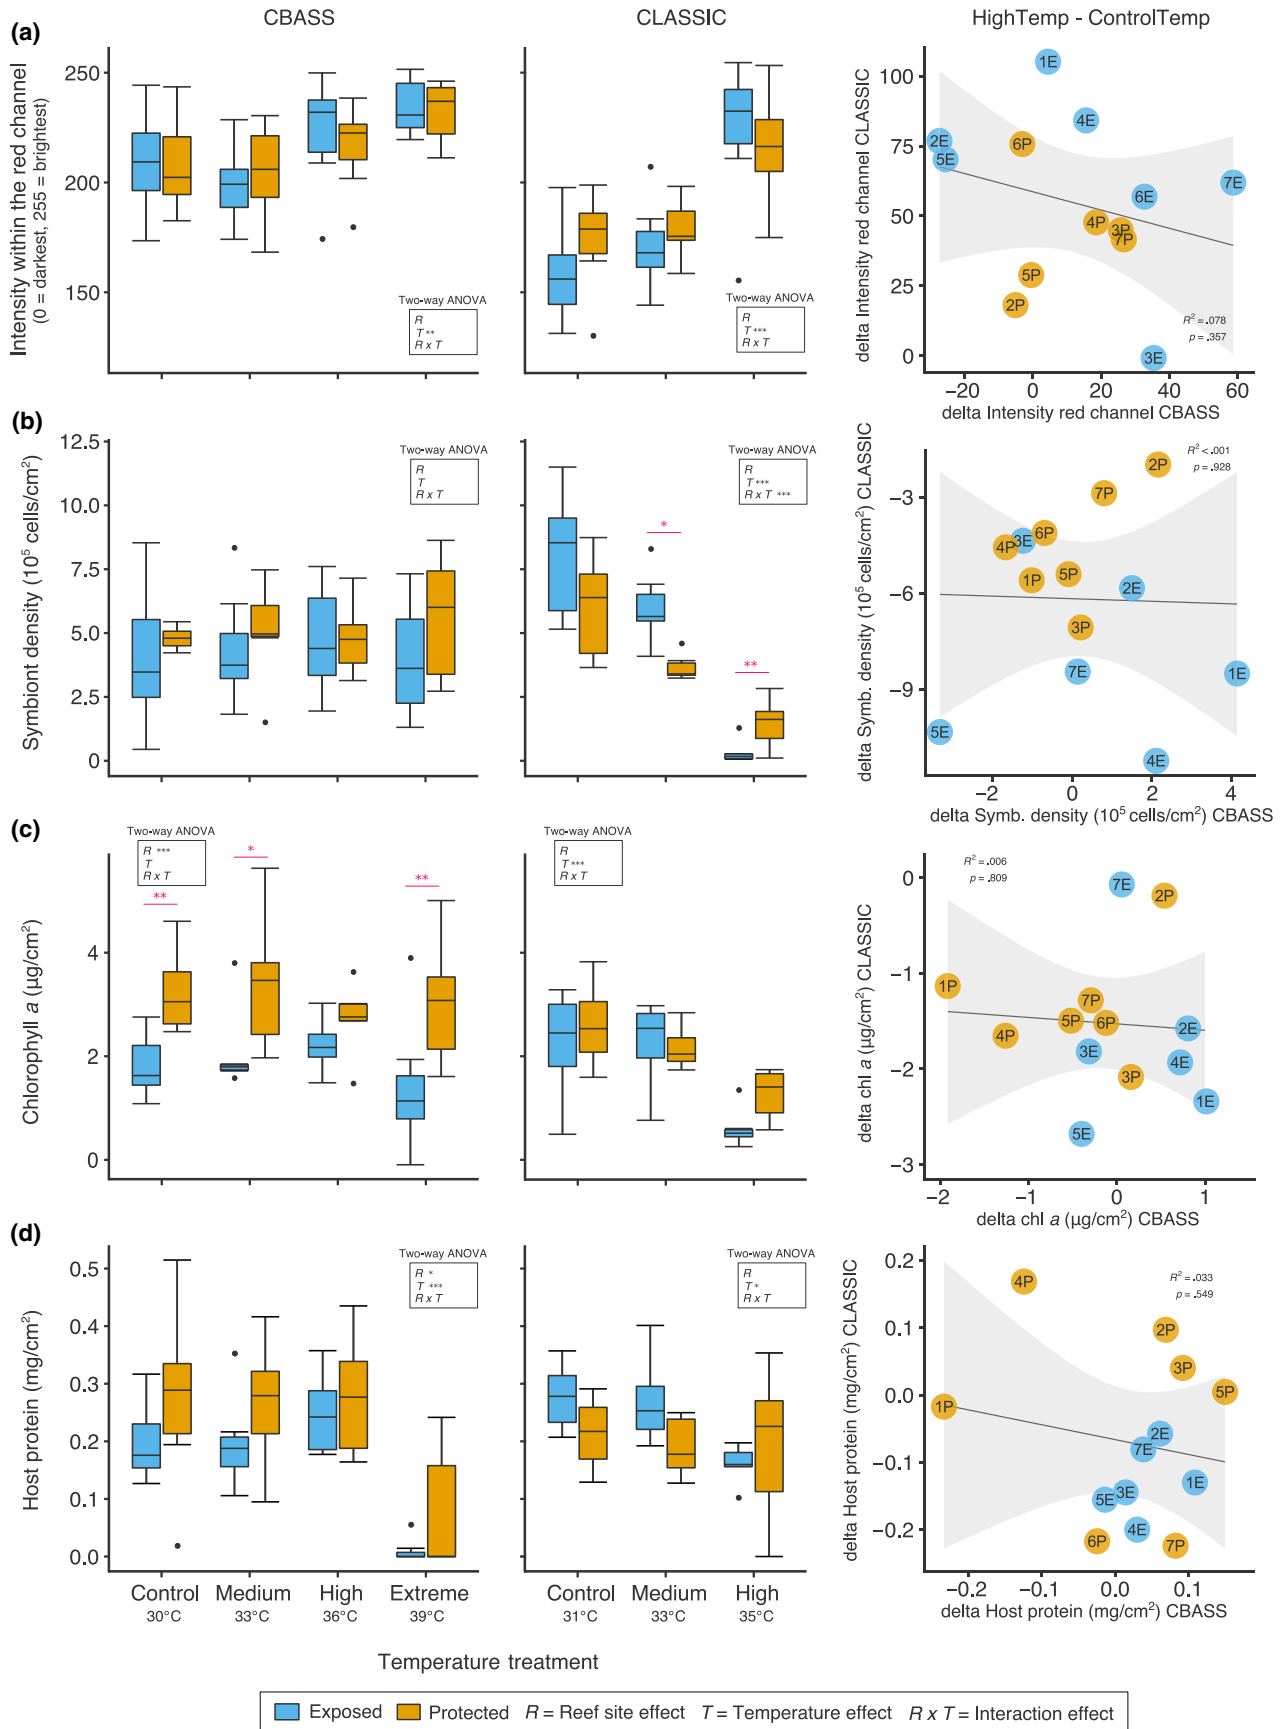 CBASS
CLASSIC
HighTemp - ControlTemp
(a)
Intensity within the red channel
(0 = darkest, 255 = brightest)
250
200
150
Two-way ANOVA
R
T **
R x T
Two-way ANOVA
R
T ***
R x T
delta Intensity red channel CLASSIC
100
75
50
25
0
1E
4E
2E
5E
6P
7E
6E
4P
3P
7P
5P
2P
3E
R² = .078
p = .357
−20 0 20 40 60
delta Intensity red channel CBASS
(b)
Symbiont density (10⁵ cells/cm²)
12.5
10.0
7.5
5.0
2.5
0
Two-way ANOVA
R
T
R x T
*
**
Two-way ANOVA
R
T ***
R x T ***
delta Symb. density (10⁵ cells/cm²) CLASSIC
−3
−6
−9
R² < .001
p = .928
2P
7P
6P
3E
4P
5P
1P
2E
3P
7E
1E
5E
4E
−2 0 2 4
delta Symb. density (10⁵ cells/cm²) CBASS
(c)
Chlorophyll a (µg/cm²)
4
2
0
Two-way ANOVA
R ***
T
R x T
**
*
**
Two-way ANOVA
R
T ***
R x T
delta chl a (µg/cm²) CLASSIC
0
−1
−2
−3
R² = .006
p = .809
7E
2P
1P
7P
5P
6P
4P
2E
3E
4E
3P
1E
5E
−2 −1 0 1
delta chl a (µg/cm²) CBASS
(d)
Host protein (mg/cm²)
0.5
0.4
0.3
0.2
0.1
0.0
Two-way ANOVA
R *
T ***
R x T
Two-way ANOVA
R
T *
R x T
delta Host protein (mg/cm²) CLASSIC
0.2
0.1
0.0
−0.1
−0.2
R² = .033
p = .549
4P
2P
3P
5P
1P
2E
7E
1E
3E
5E
4E
6P
7P
−0.2 −0.1 0.0 0.1
delta Host protein (mg/cm²) CBASS
Control Medium High Extreme
30°C 33°C 36°C 39°C
Control Medium High
31°C 33°C 35°C
Temperature treatment
Exposed Protected R = Reef site effect T = Temperature effect R x T = Interaction effect